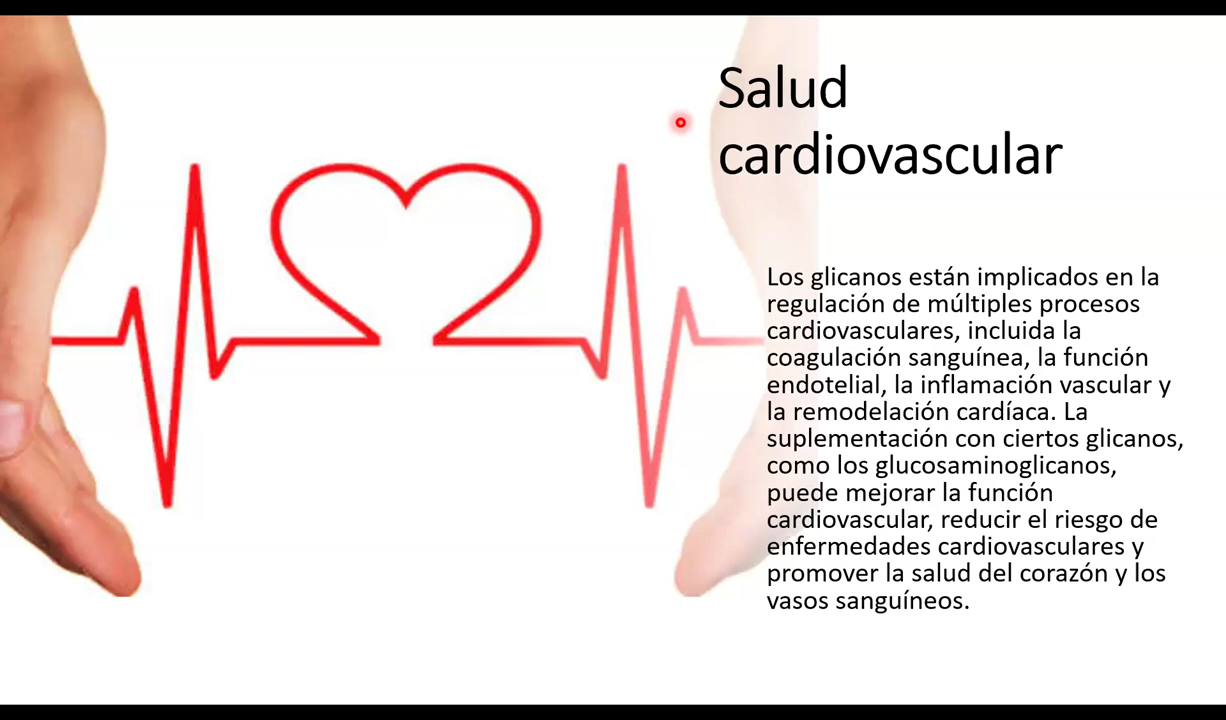 Salud
cardiovascular
Los glicanos están implicados en la
regulación de múltiples procesos
cardiovasculares, incluida la
coagulación sanguínea, la función
endotelial, la inflamación vascular y
la remodelación cardíaca. La
suplementación con ciertos glicanos,
como los glucosaminoglicanos,
puede mejorar la función
cardiovascular, reducir el riesgo de
enfermedades cardiovasculares y
promover la salud del corazón y los
vasos sanguíneos.